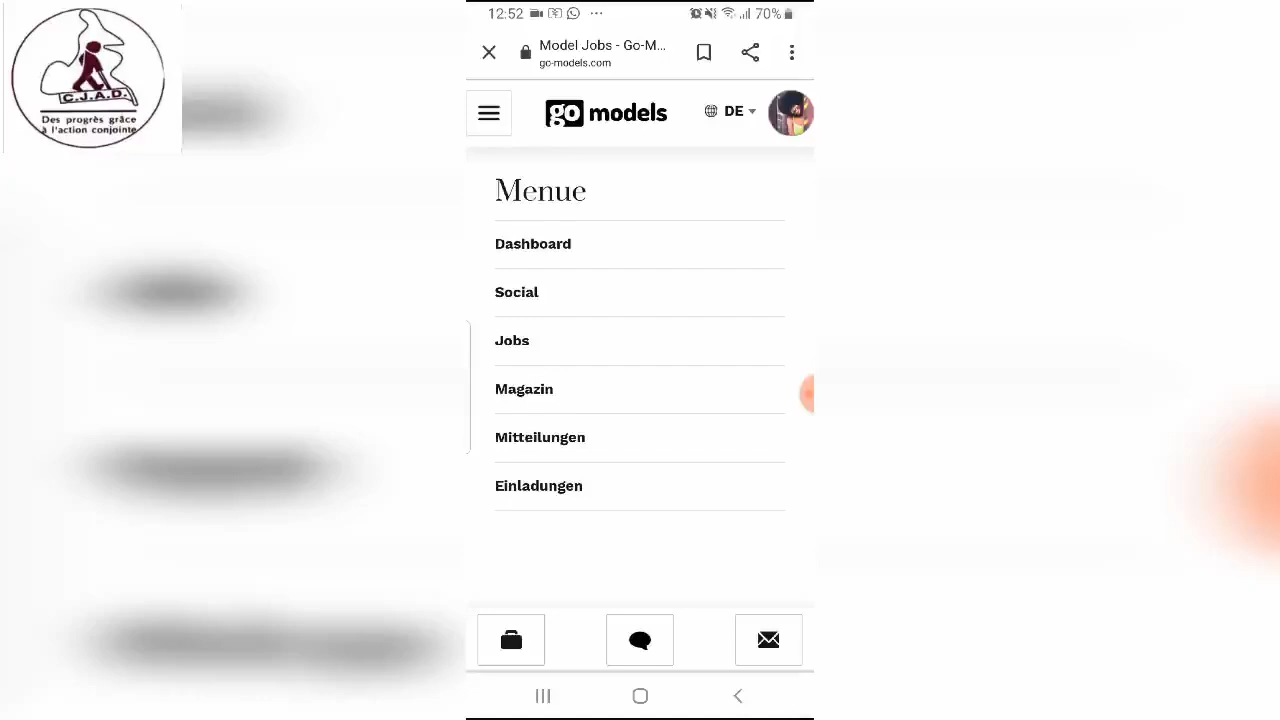 C.J.A.D.
Des progrès grâce
à l'action conjointe
12:52
70%
Model Jobs - Go-M...
go-models.com
go models
DE
Menue
Dashboard
Social
Jobs
Magazin
Mitteilungen
Einladungen